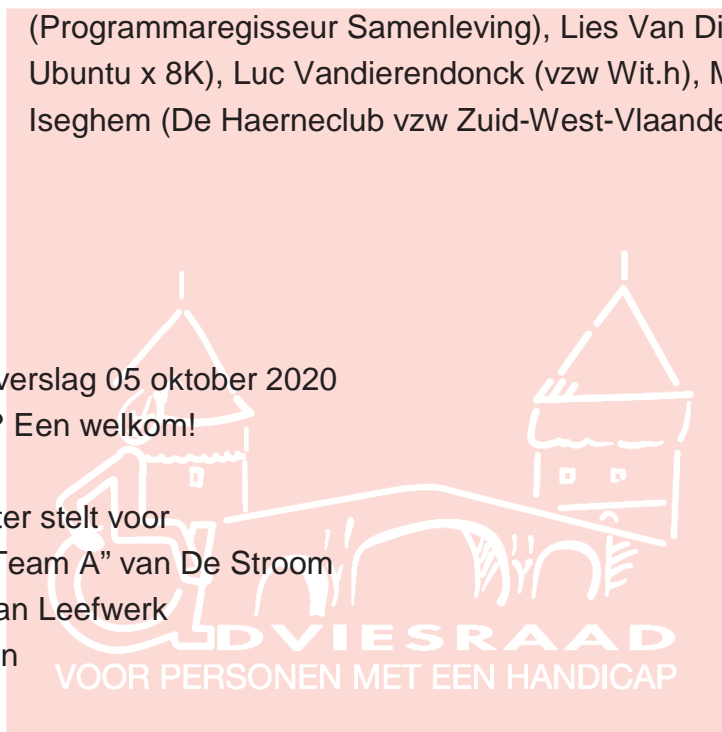 (Programmaregisseur Samenleving), Lies Van Di
Ubuntu x 8K), Luc Vandierendonck (vzw Wit.h), M
Iseghem (De Haerneclub vzw Zuid-West-Vlaande
verslag 05 oktober 2020
? Een welkom!
ter stelt voor
Team A” van De Stroom
an Leefwerk
n
DVIESRAAD
VOOR PERSONEN MET EEN HANDICAP